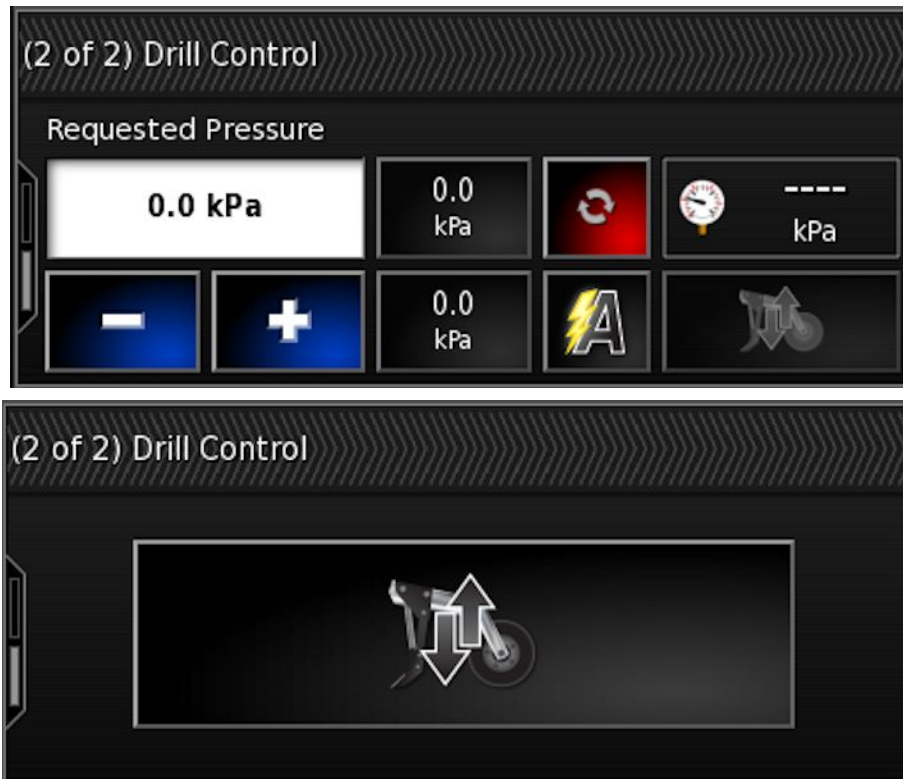 (2 of 2) Drill Control
Requested Pressure
0.0 kPa
0.0
kPa
----
kPa
0.0
kPa
A
(2 of 2) Drill Control